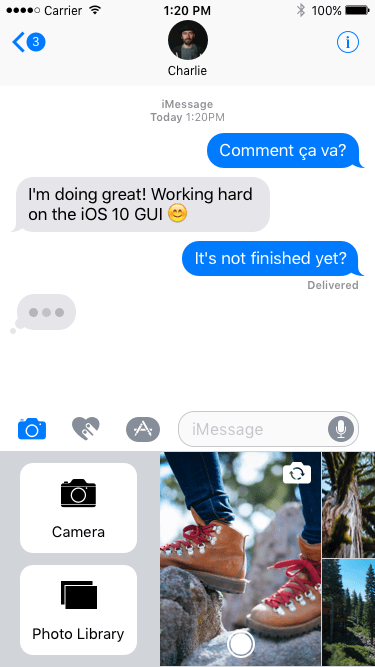 Carrier 1:20 PM 100%
3
Charlie
iMessage
Today 1:20PM
Comment ça va?
I'm doing great! Working hard
on the iOS 10 GUI 😊
It's not finished yet?
Delivered
iMessage
Camera
Photo Library